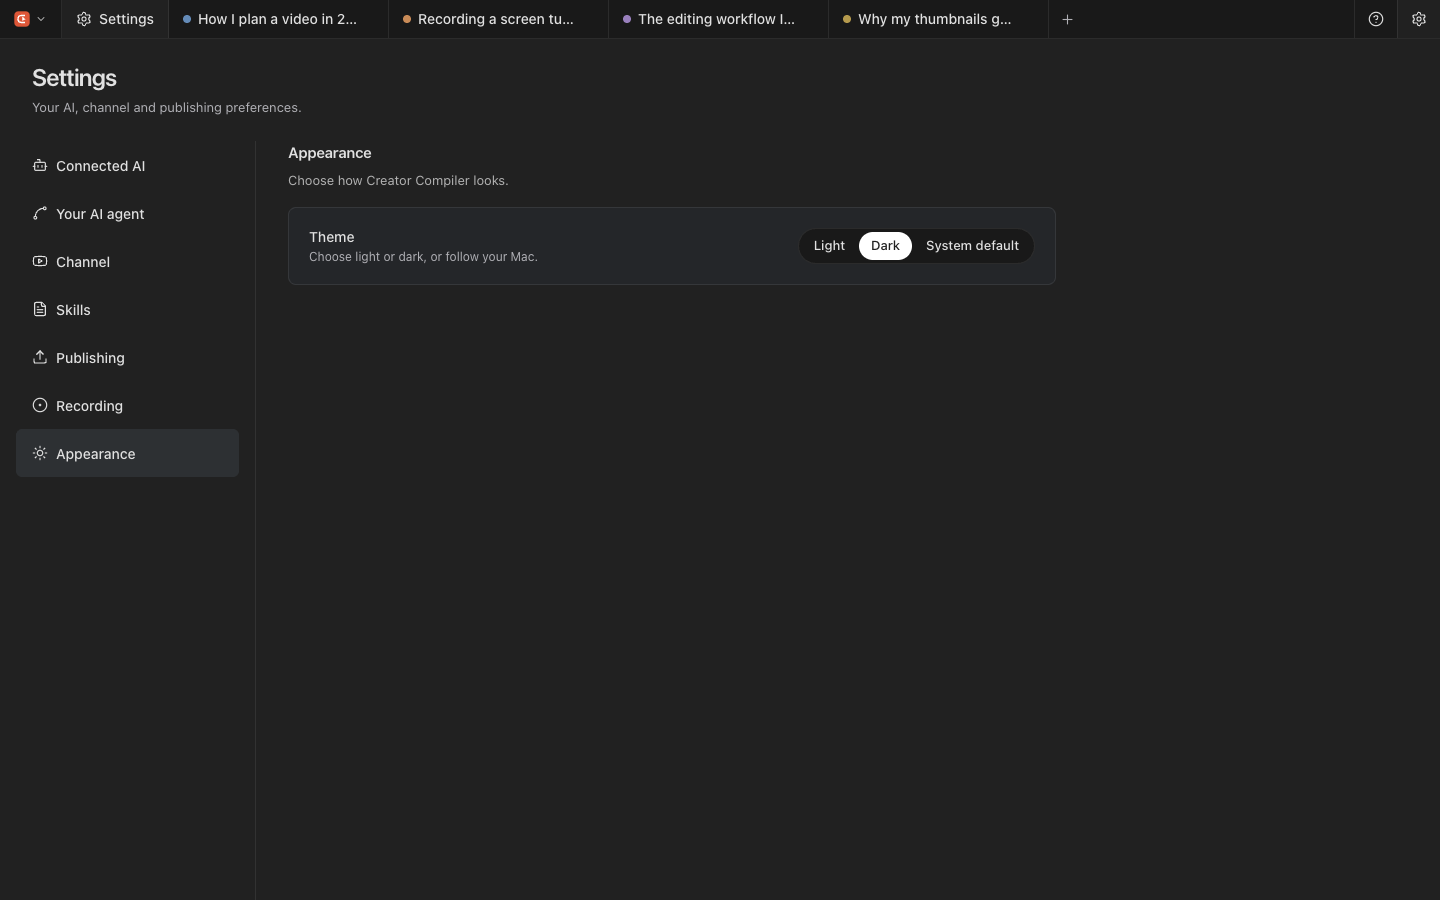 Settings
How I plan a video in 2...
Recording a screen tu...
The editing workflow I...
Why my thumbnails g...
Settings
Your AI, channel and publishing preferences.
Connected AI
Your AI agent
Channel
Skills
Publishing
Recording
Appearance
Appearance
Choose how Creator Compiler looks.
Theme
Choose light or dark, or follow your Mac.
Light
Dark
System default